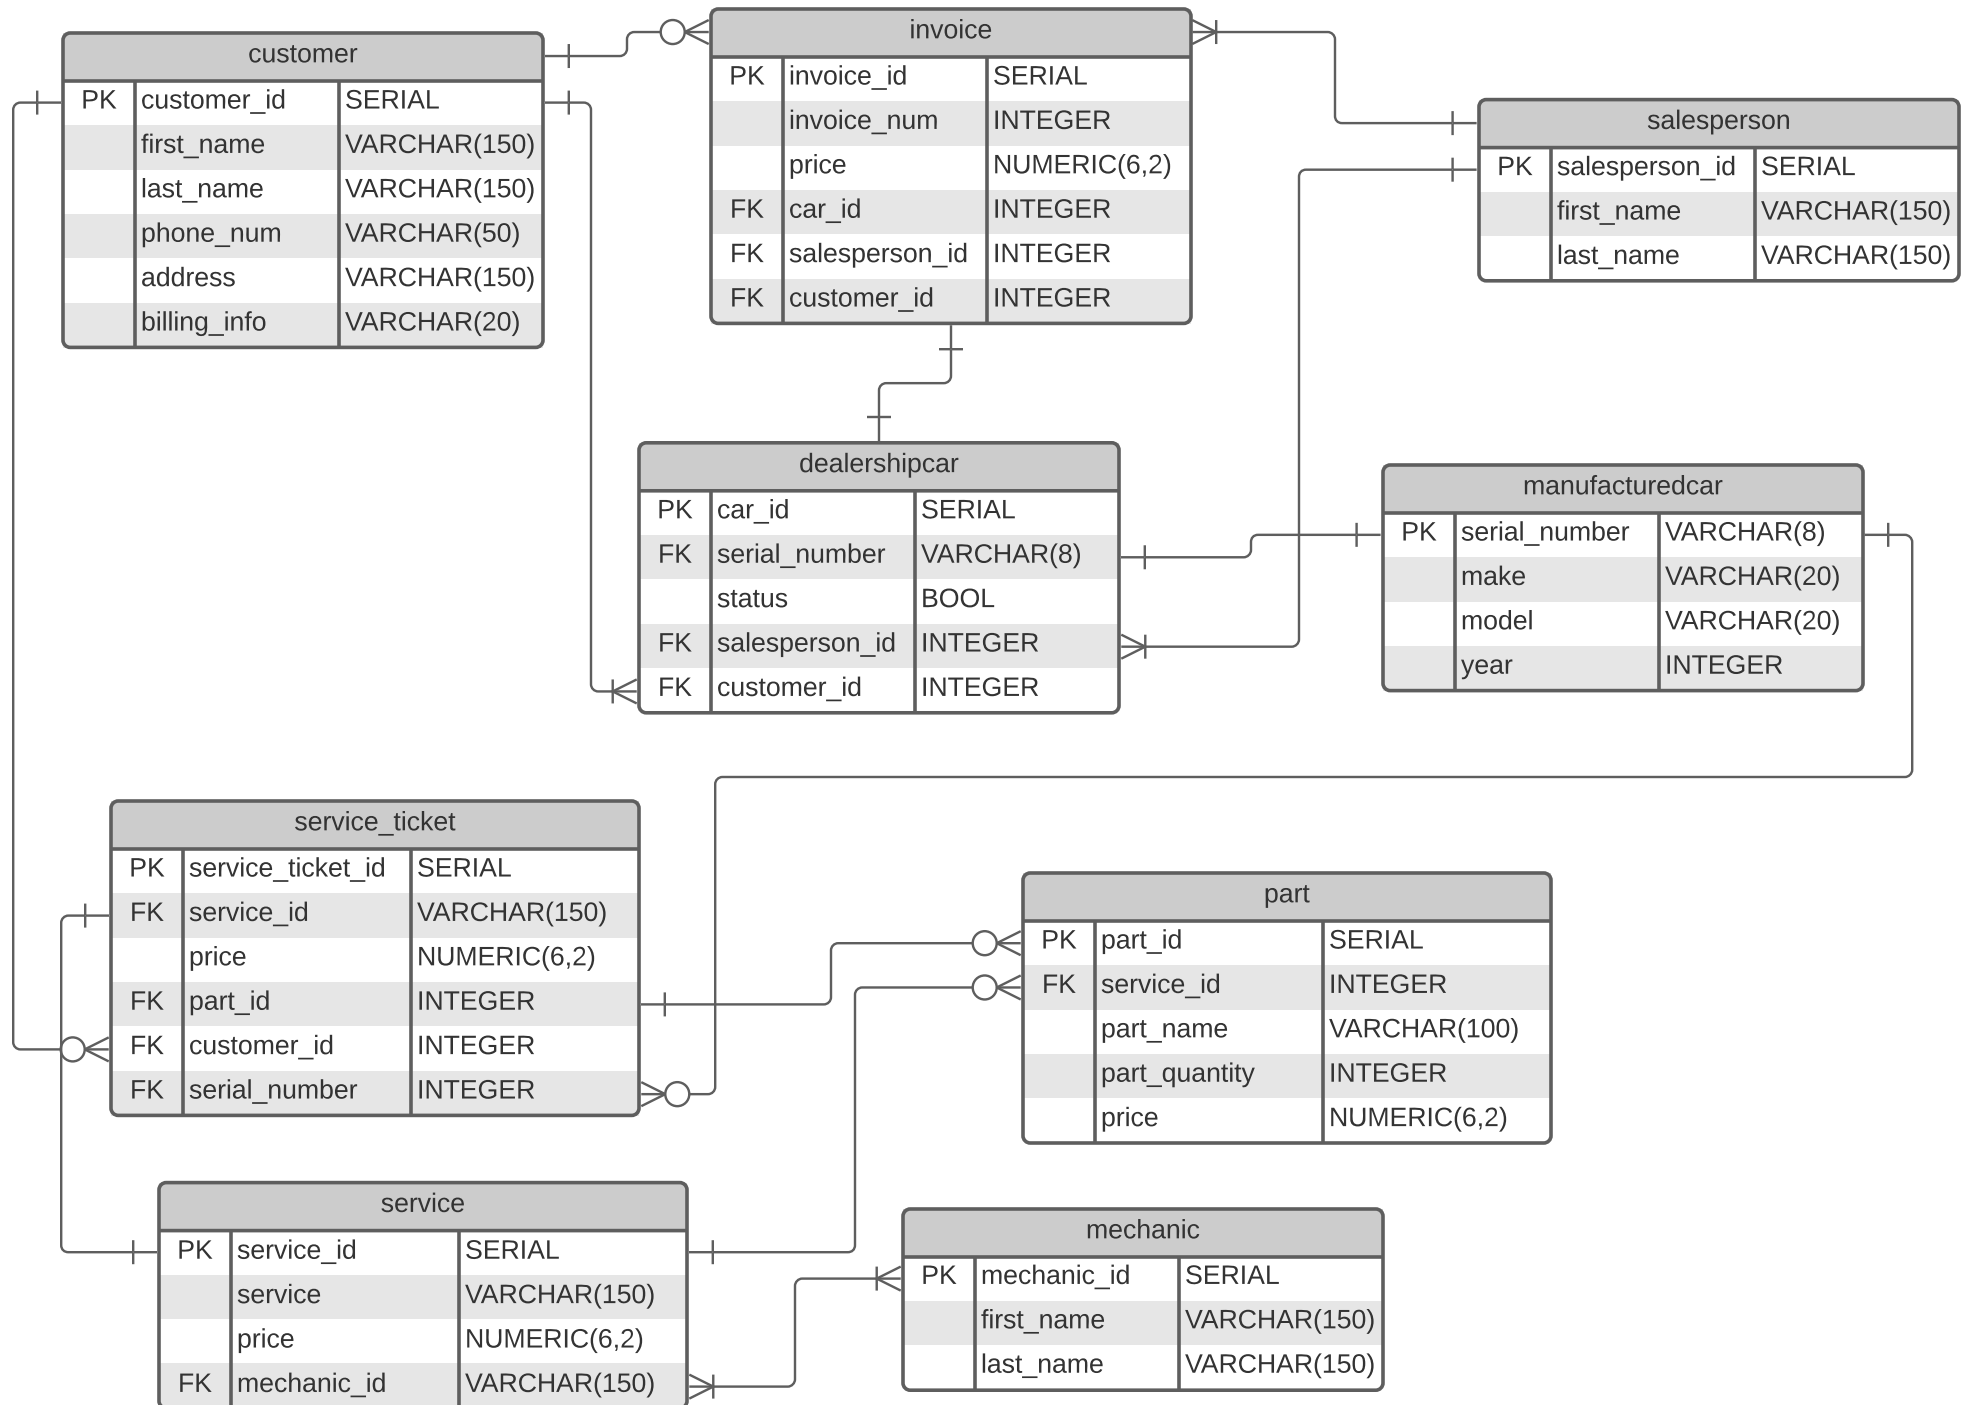 customer
PK customer_id SERIAL
first_name VARCHAR(150)
last_name VARCHAR(150)
phone_num VARCHAR(50)
address VARCHAR(150)
billing_info VARCHAR(20)
invoice
PK invoice_id SERIAL
invoice_num INTEGER
price NUMERIC(6,2)
FK car_id INTEGER
FK salesperson_id INTEGER
FK customer_id INTEGER
salesperson
PK salesperson_id SERIAL
first_name VARCHAR(150)
last_name VARCHAR(150)
dealershipcar
PK car_id SERIAL
FK serial_number VARCHAR(8)
status BOOL
FK salesperson_id INTEGER
FK customer_id INTEGER
manufacturedcar
PK serial_number VARCHAR(8)
make VARCHAR(20)
model VARCHAR(20)
year INTEGER
service_ticket
PK service_ticket_id SERIAL
FK service_id VARCHAR(150)
price NUMERIC(6,2)
FK part_id INTEGER
FK customer_id INTEGER
FK serial_number INTEGER
part
PK part_id SERIAL
FK service_id INTEGER
part_name VARCHAR(100)
part_quantity INTEGER
price NUMERIC(6,2)
service
PK service_id SERIAL
service VARCHAR(150)
price NUMERIC(6,2)
FK mechanic_id VARCHAR(150)
mechanic
PK mechanic_id SERIAL
first_name VARCHAR(150)
last_name VARCHAR(150)